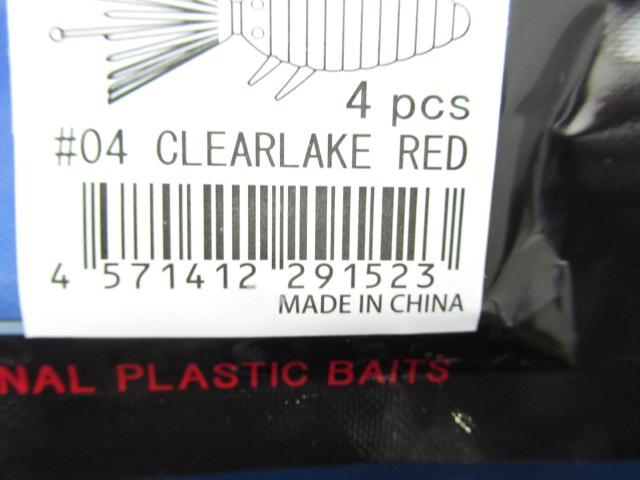 4 pcs
#04 CLEARLAKE RED
4 571412 291523
MADE IN CHINA
NAL PLASTIC BAITS